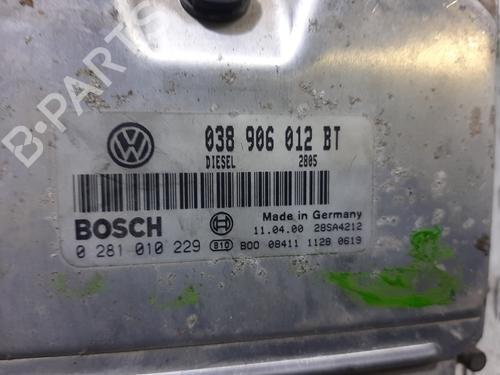 B-PARTS
038 906 012 BT
DIESEL 2805
BOSCH
Made in Germany
11.04.00 28SA4212
0 281 010 229 B10 B00 08411 1128 0619